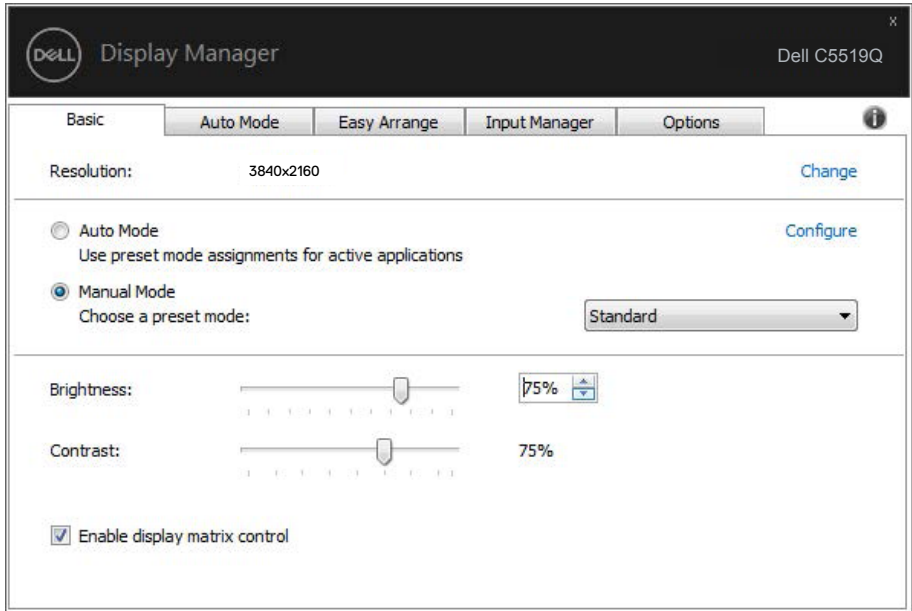 x
DELL
Display Manager
Dell C5519Q
Basic
Auto Mode
Easy Arrange
Input Manager
Options
i
Resolution:
3840x2160
Change
Auto Mode
Configure
Use preset mode assignments for active applications
Manual Mode
Choose a preset mode:
Standard
Brightness:
75%
Contrast:
75%
Enable display matrix control